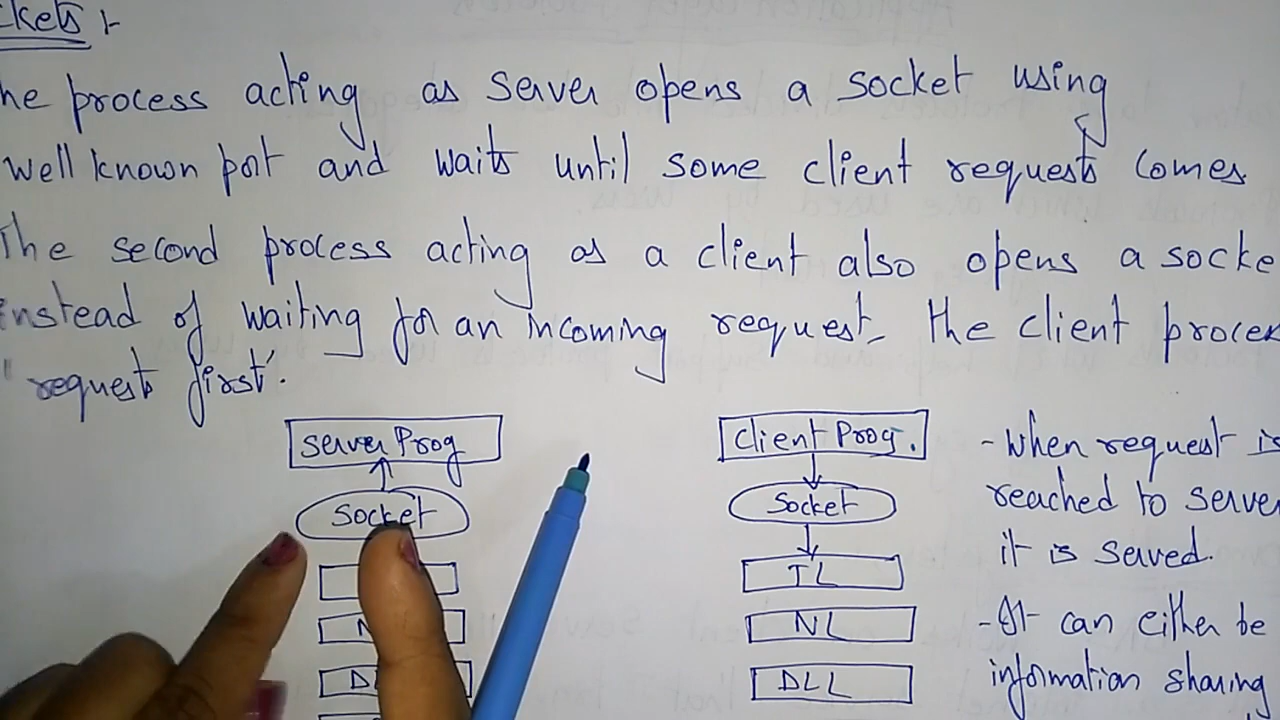 ckets :-
he process acting as server opens a socket using
well known port and waits until some client requests comes
The second process acting as a client also opens a socke
instead of waiting for an incoming request, the client proces
requests first.
Server Prog
Socket
Client Prog.
Socket
TL
NL
DLL
- When request is
reached to server
it is served.
- It can either be
information sharing